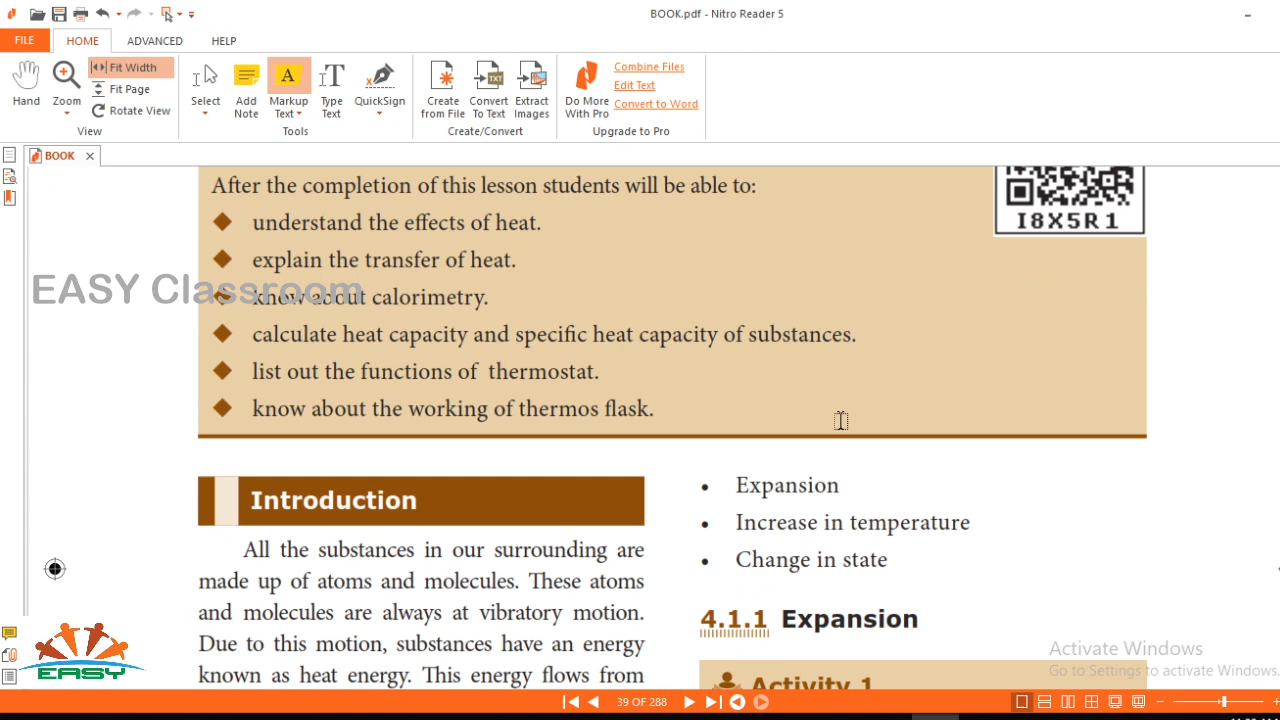 BOOK.pdf - Nitro Reader 5
FILE HOME ADVANCED HELP
Hand
Zoom
Fit Width
Fit Page
Rotate View
View
Select
Add Note
Markup Text
Type Text
QuickSign
Tools
Create from File
Convert To Text
Extract Images
Create/Convert
Do More With Pro
Combine Files
Edit Text
Convert to Word
Upgrade to Pro
BOOK
After the completion of this lesson students will be able to:
understand the effects of heat.
explain the transfer of heat.
know about calorimetry.
calculate heat capacity and specific heat capacity of substances.
list out the functions of thermostat.
know about the working of thermos flask.
I8X5R1
EASY Classroom
Introduction
All the substances in our surrounding are
made up of atoms and molecules. These atoms
and molecules are always at vibratory motion.
Due to this motion, substances have an energy
known as heat energy. This energy flows from
• Expansion
• Increase in temperature
• Change in state
4.1.1 Expansion
Activity 1
Activate Windows
Go to Settings to activate Windows.
EASY
39 OF 288